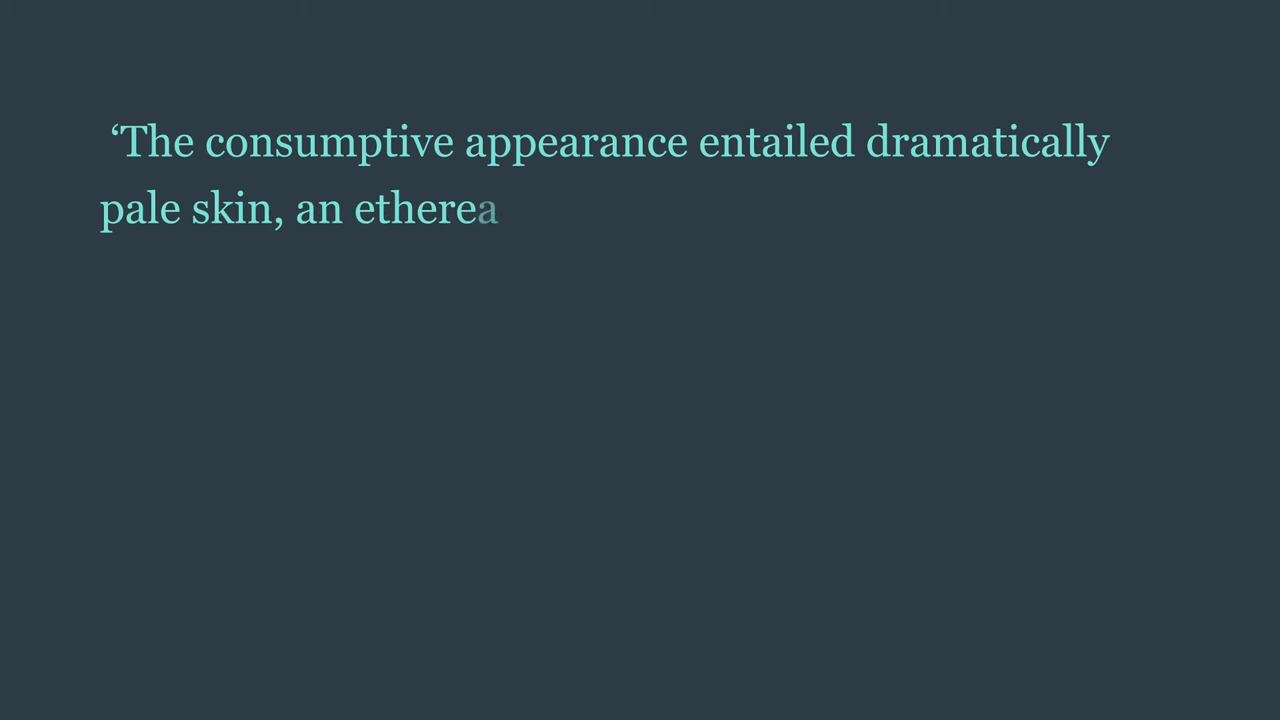 ‘The consumptive appearance entailed dramatically
pale skin, an etherea